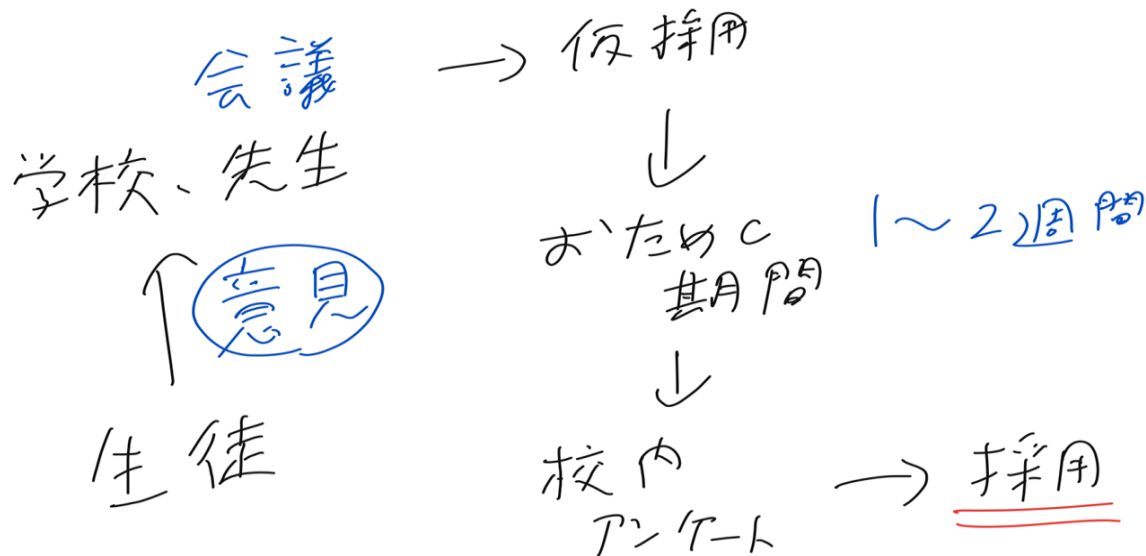 会議 → 仮採用
学校、先生
↑ 意見
生徒
↓
おためし
期間
1〜2週間
↓
校内
アンケート
→ 採用